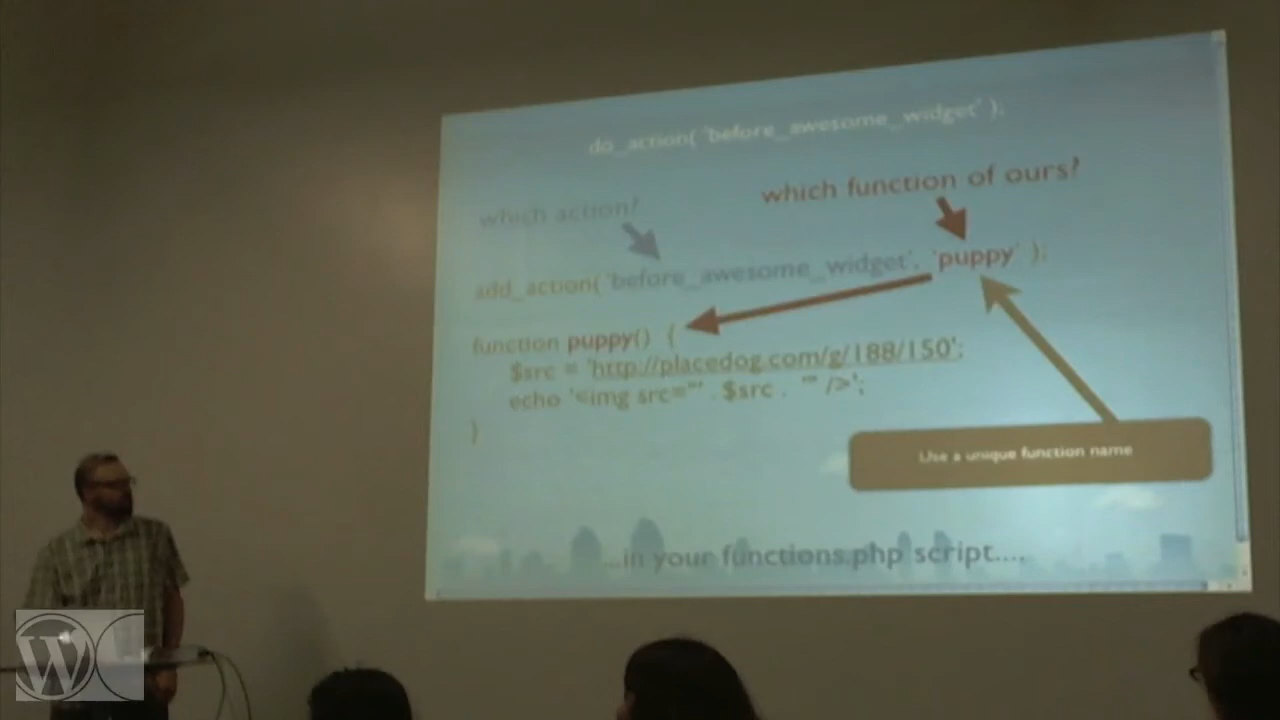 do_action( 'before_awesome_widget' );
which function of ours?
which action?
add_action( 'before_awesome_widget', 'puppy' );
function puppy() {
$src = 'http://placedog.com/g/188/150';
echo '<img src="' . $src . '" />';
}
Use a unique function name
...in your functions.php script....
W